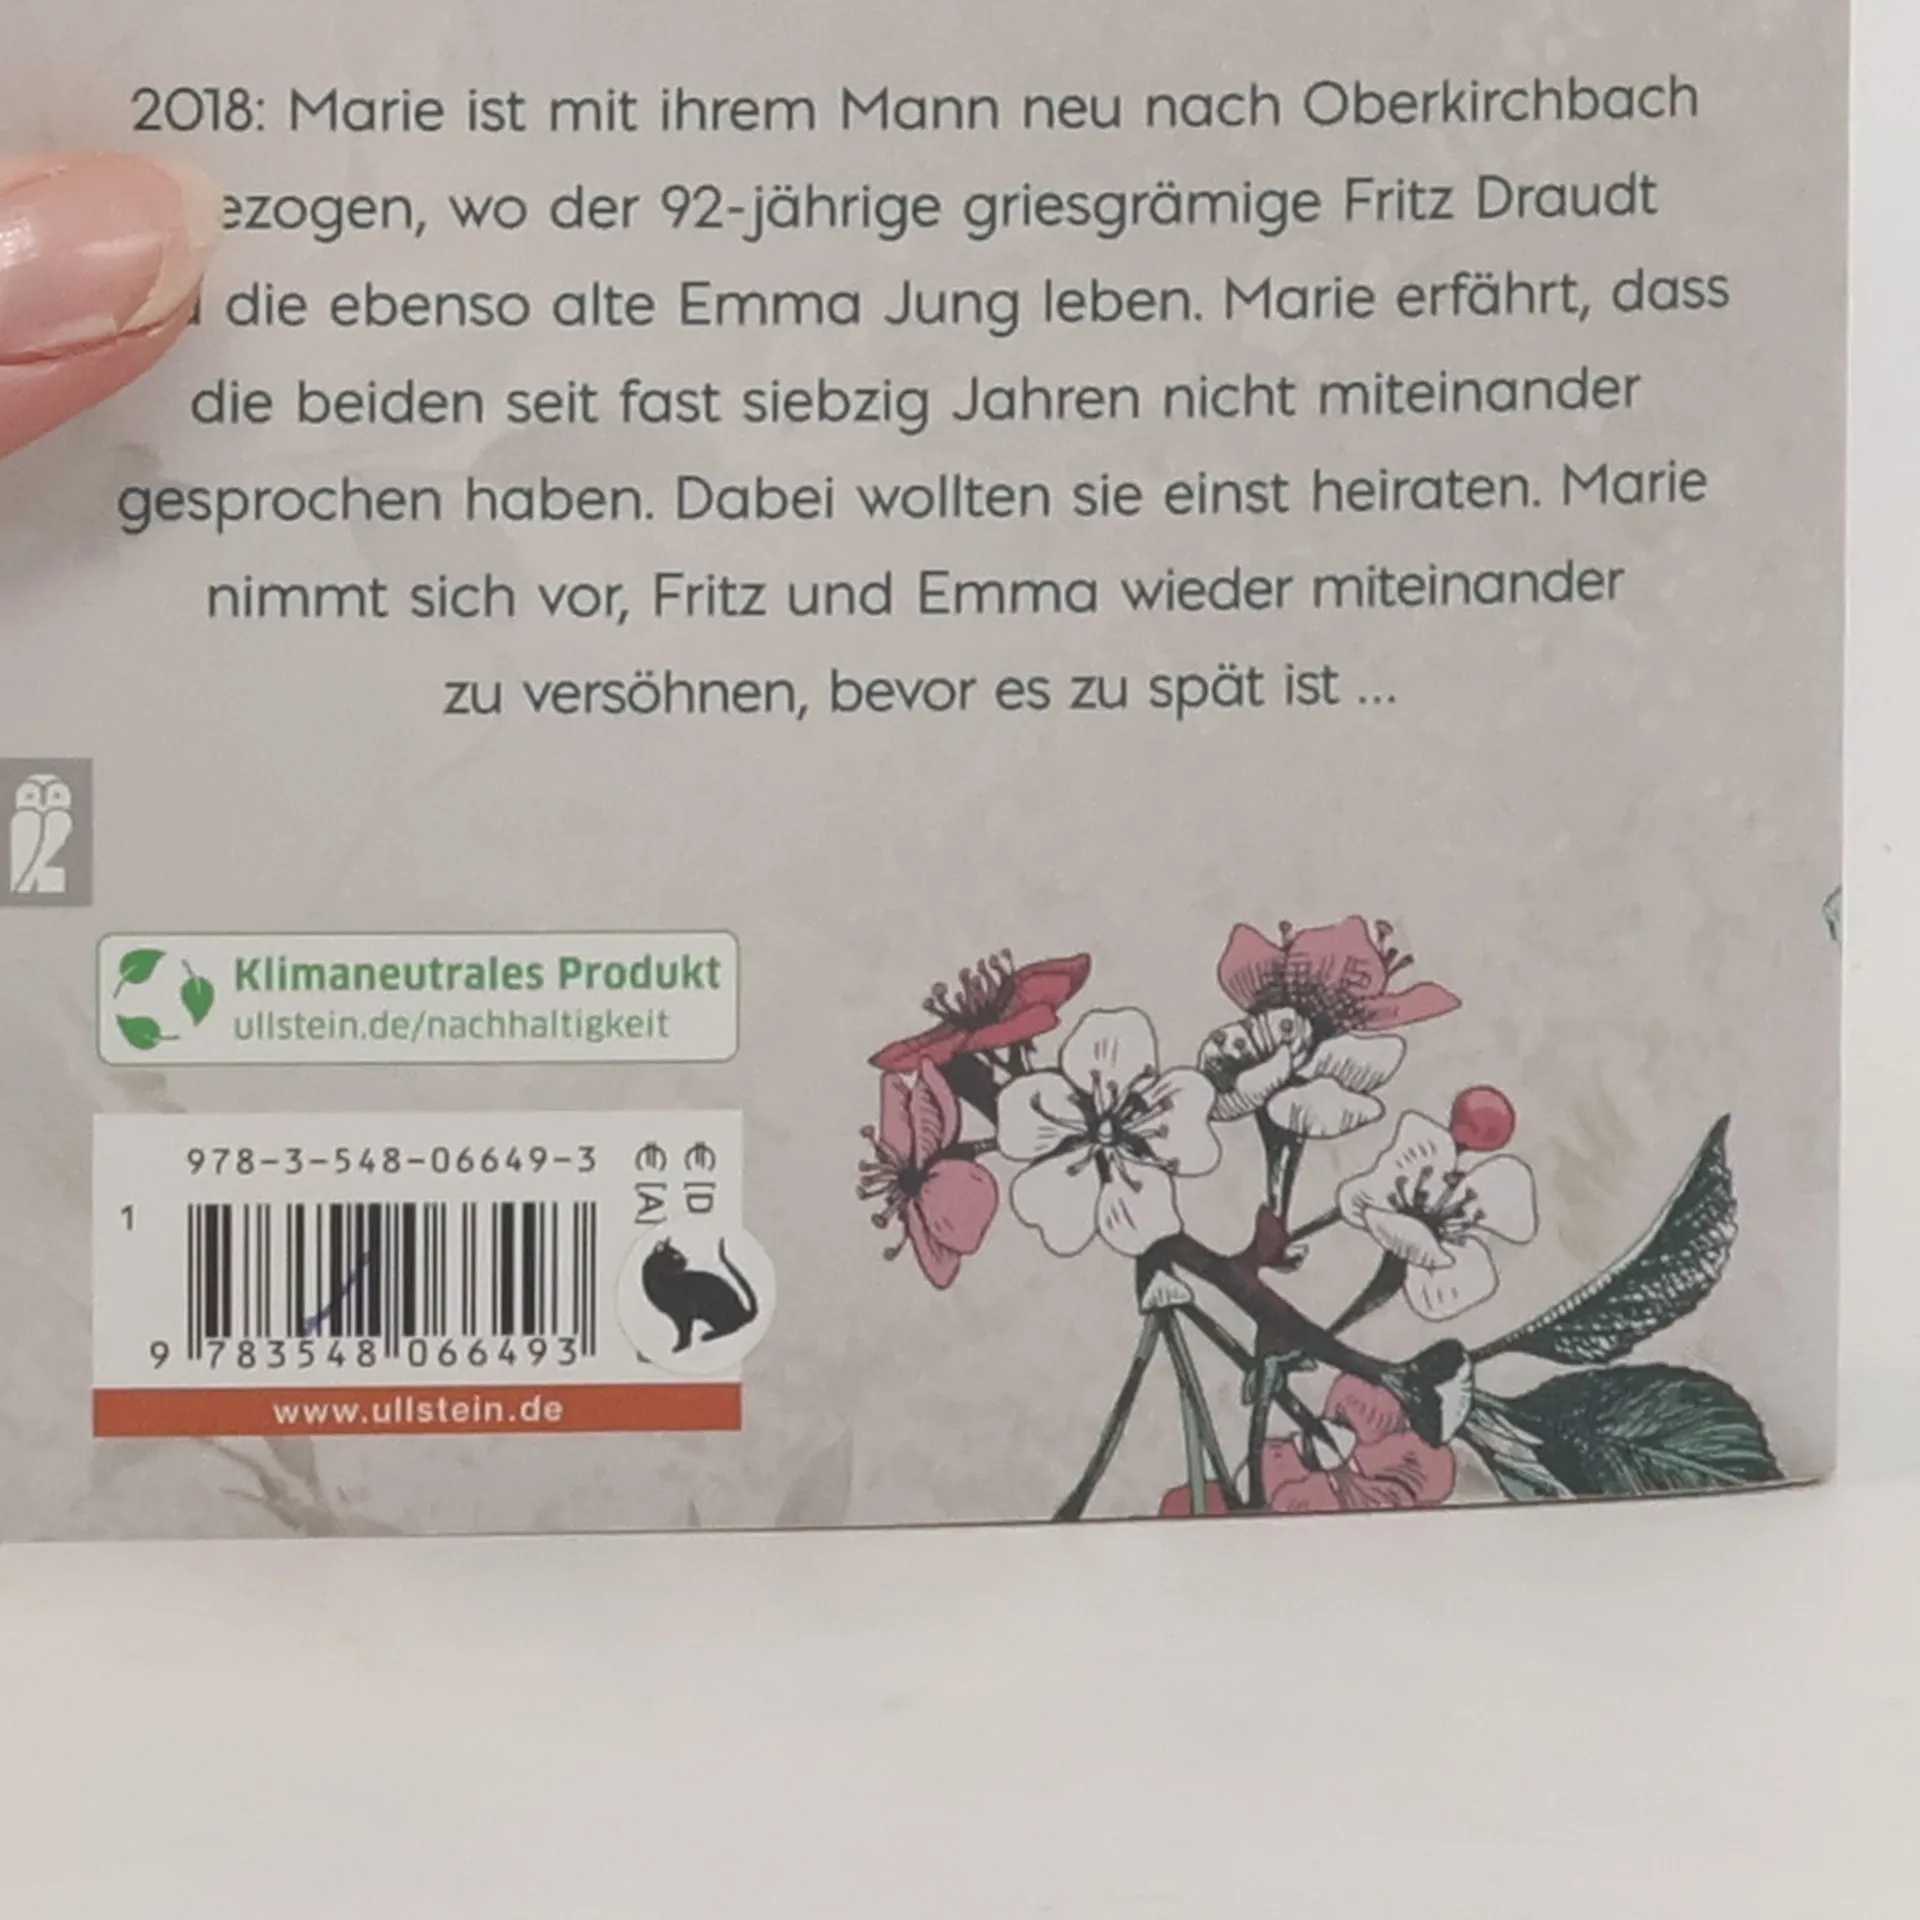 2018: Marie ist mit ihrem Mann neu nach Oberkirchbach
ezogen, wo der 92-jährige griesgrämige Fritz Draudt
die ebenso alte Emma Jung leben. Marie erfährt, dass
die beiden seit fast siebzig Jahren nicht miteinander
gesprochen haben. Dabei wollten sie einst heiraten. Marie
nimmt sich vor, Fritz und Emma wieder miteinander
zu versöhnen, bevor es zu spät ist ...
Klimaneutrales Produkt
ullstein.de/nachhaltigkeit
978-3-548-06649-3
€ [D
€ [A]
1
9 783548 066493
www.ullstein.de